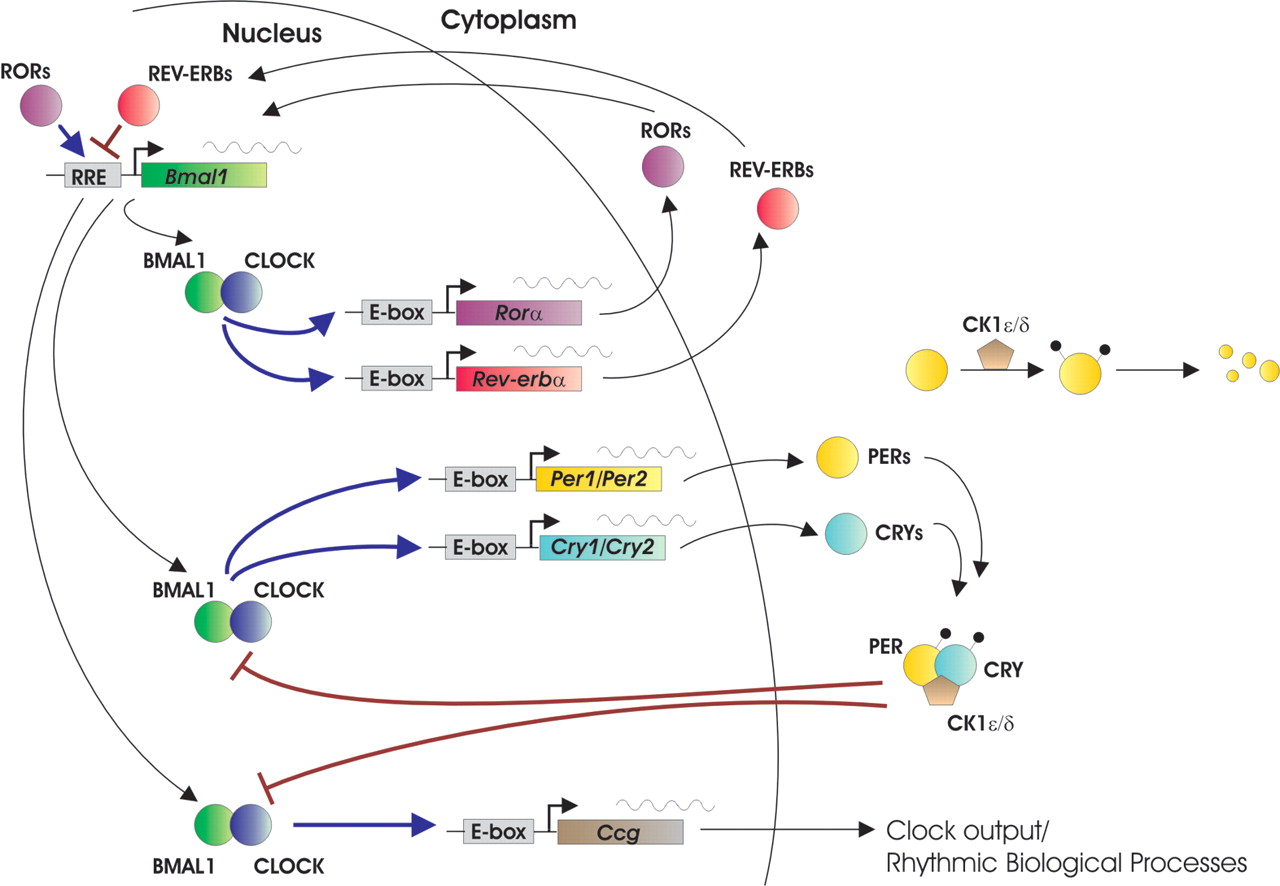 Nucleus
Cytoplasm
RORs
REV-ERBs
RRE
Bmal1
RORs
REV-ERBs
BMAL1
CLOCK
E-box
Rorα
E-box
Rev-erbα
CK1ε/δ
E-box
Per1/Per2
PERs
E-box
Cry1/Cry2
CRYs
BMAL1
CLOCK
PER
CRY
CK1ε/δ
E-box
Ccg
Clock output/
Rhythmic Biological Processes
BMAL1
CLOCK